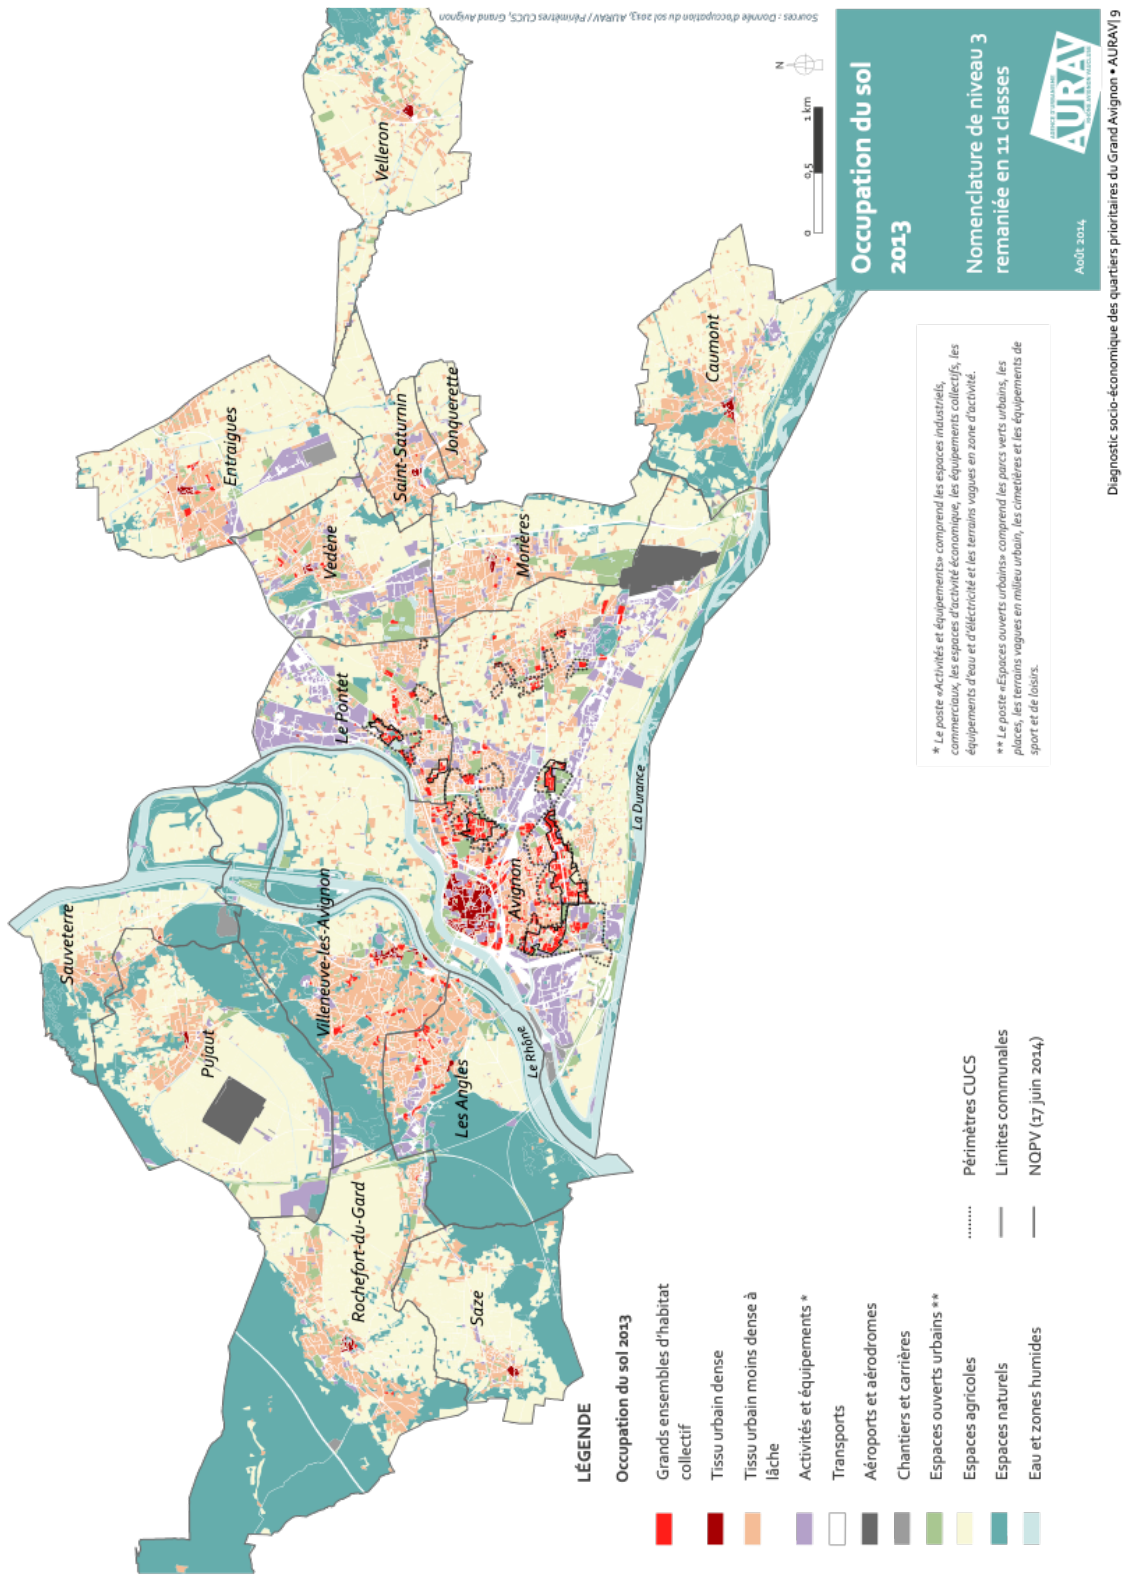 Sources : Donnée d'occupation du sol 2013, AURAV / Périmètres CUCS, Grand Avignon
Velleron
Entraigues
Saint-Saturnin
Jonquerette
Caumont
Vedène
Morières
Le Pontet
La Durance
Avignon
Sauveterre
Villeneuve-les-Avignon
Pujaut
Les Angles
Le Rhône
Rochefort-du-Gard
Saze
N
0
0,5
1 km
Occupation du sol
2013
Nomenclature de niveau 3
remaniée en 11 classes
Août 2014
AGENCE D'URBANISME
AURAV
RHÔNE AVIGNON VAUCLUSE
* Le poste «Activités et équipements» comprend les espaces industriels,
commerciaux, les espaces d'activité économique, les équipements collectifs, les
équipements d'eau et d'éléctricité et les terrains vagues en zone d'activité.
** Le poste «Espaces ouverts urbains» comprend les parcs verts urbains, les
places, les terrains vagues en milieu urbain, les cimetières et les équipements de
sport et de loisirs.
LÉGENDE
Occupation du sol 2013
Grands ensembles d'habitat
collectif
Tissu urbain dense
Tissu urbain moins dense à
lâche
Activités et équipements *
Transports
Aéroports et aérodromes
Chantiers et carrières
Espaces ouverts urbains **
Espaces agricoles
Espaces naturels
Eau et zones humides
Périmètres CUCS
Limites communales
NQPV (17 juin 2014)
Diagnostic socio-économique des quartiers prioritaires du Grand Avignon • AURAV| 9